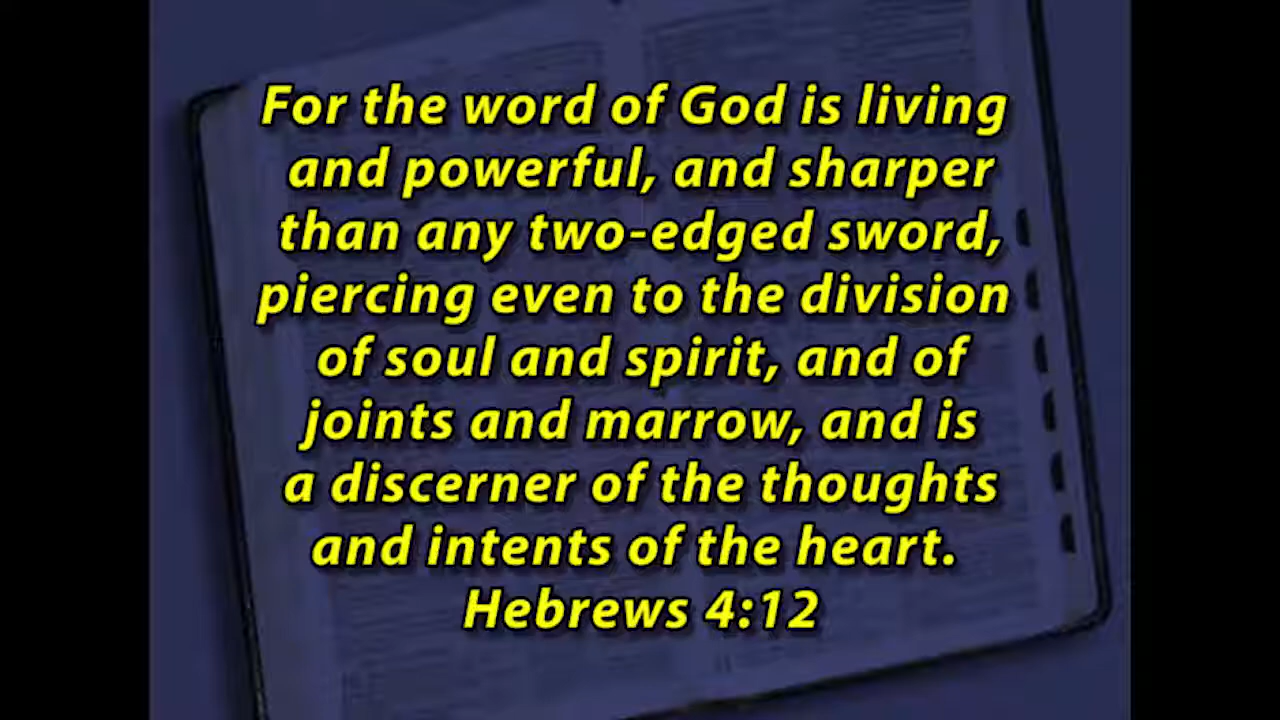 For the word of God is living
and powerful, and sharper
than any two-edged sword,
piercing even to the division
of soul and spirit, and of
joints and marrow, and is
a discerner of the thoughts
and intents of the heart.
Hebrews 4:12